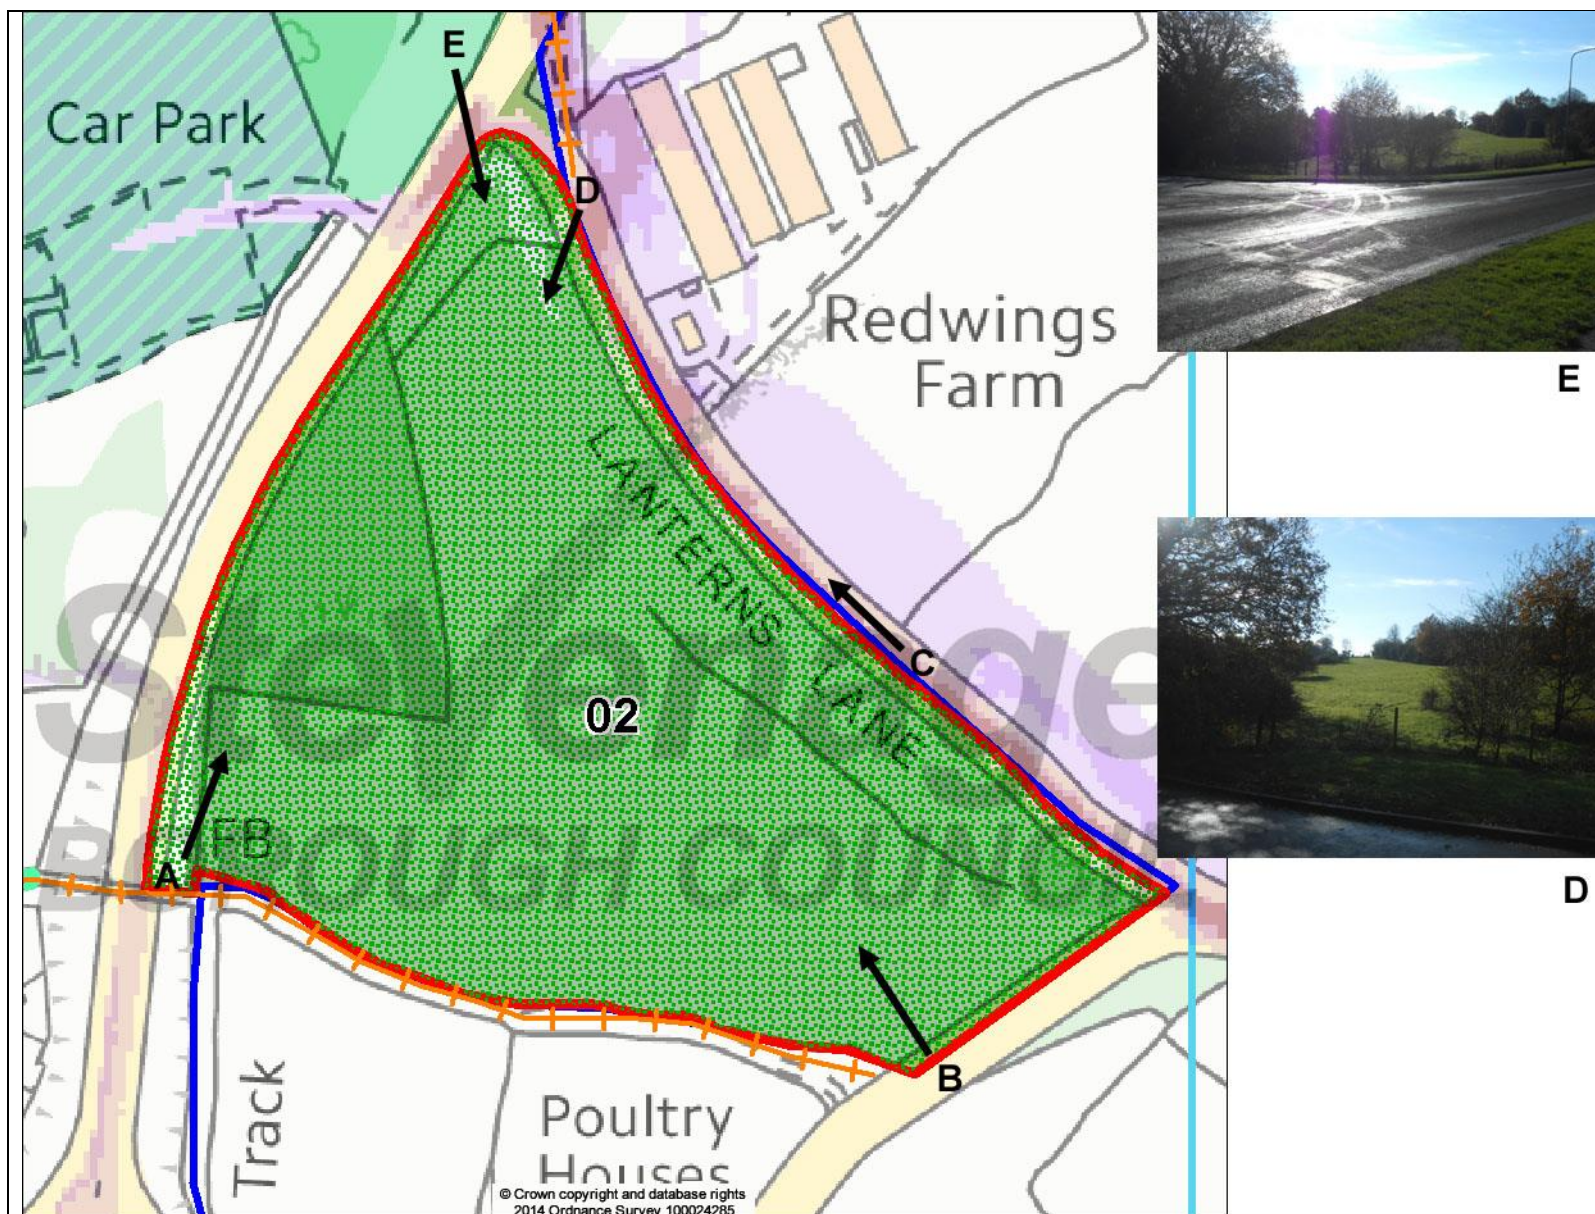 E
Car Park
D
Redwings
Farm
E
LANTERNS LANE
C
02
FB
A
D
B
Track
Poultry
Houses
© Crown copyright and database rights
2014 Ordnance Survey 100024285
BOROUGH COUNCIL